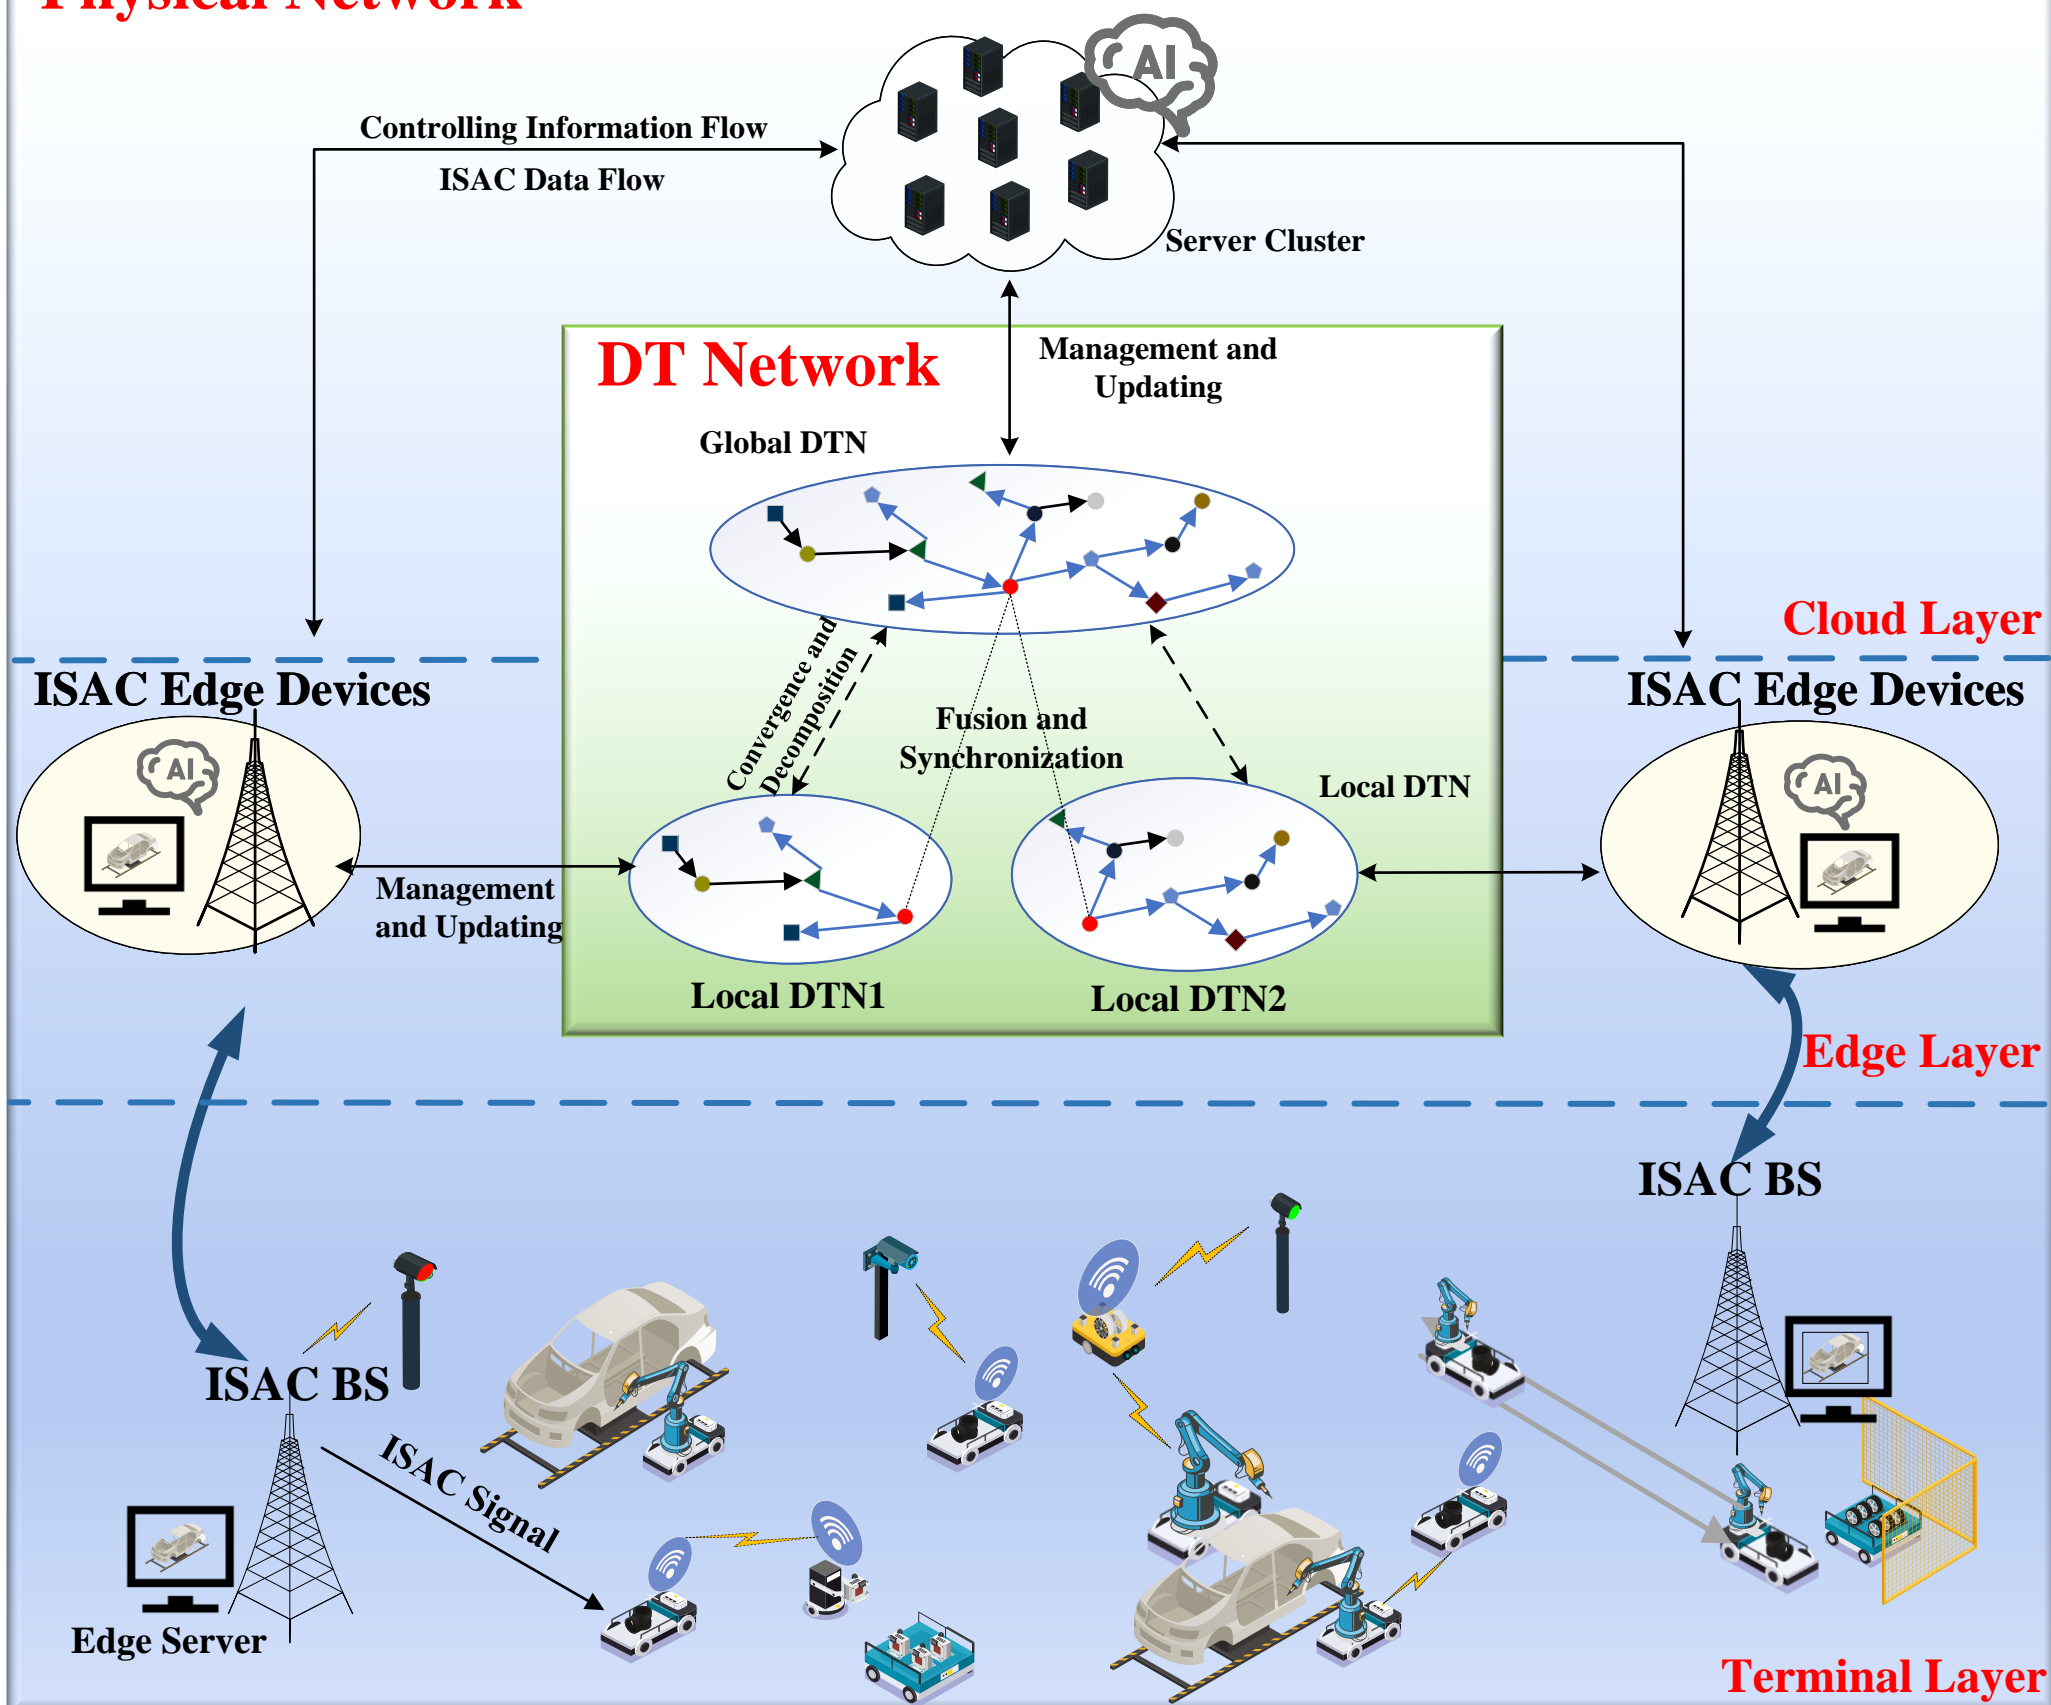 Physical Network
AI
Controlling Information Flow
ISAC Data Flow
Server Cluster
DT Network
Management and
Updating
Global DTN
Cloud Layer
Convergence and
Decomposition
Fusion and
Synchronization
ISAC Edge Devices
ISAC Edge Devices
AI
AI
Local DTN
Management
and Updating
Local DTN1
Local DTN2
Edge Layer
ISAC BS
ISAC BS
ISAC Signal
Edge Server
Terminal Layer